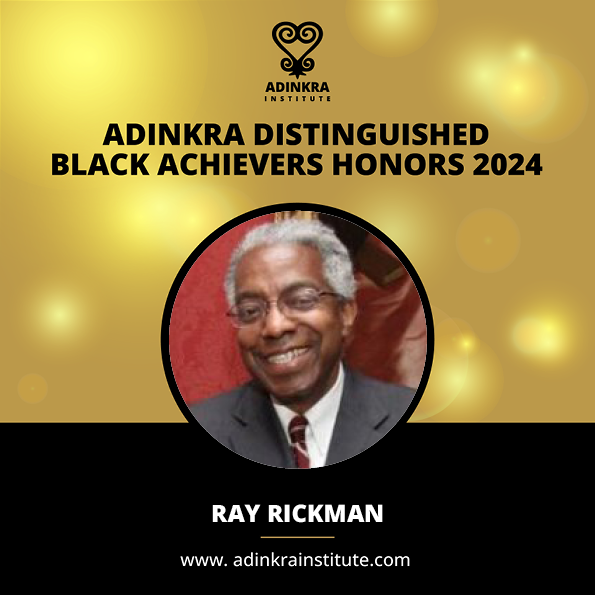 ADINKRA
INSTITUTE
ADINKRA DISTINGUISHED
BLACK ACHIEVERS HONORS 2024
RAY RICKMAN
www. adinkrainstitute.com